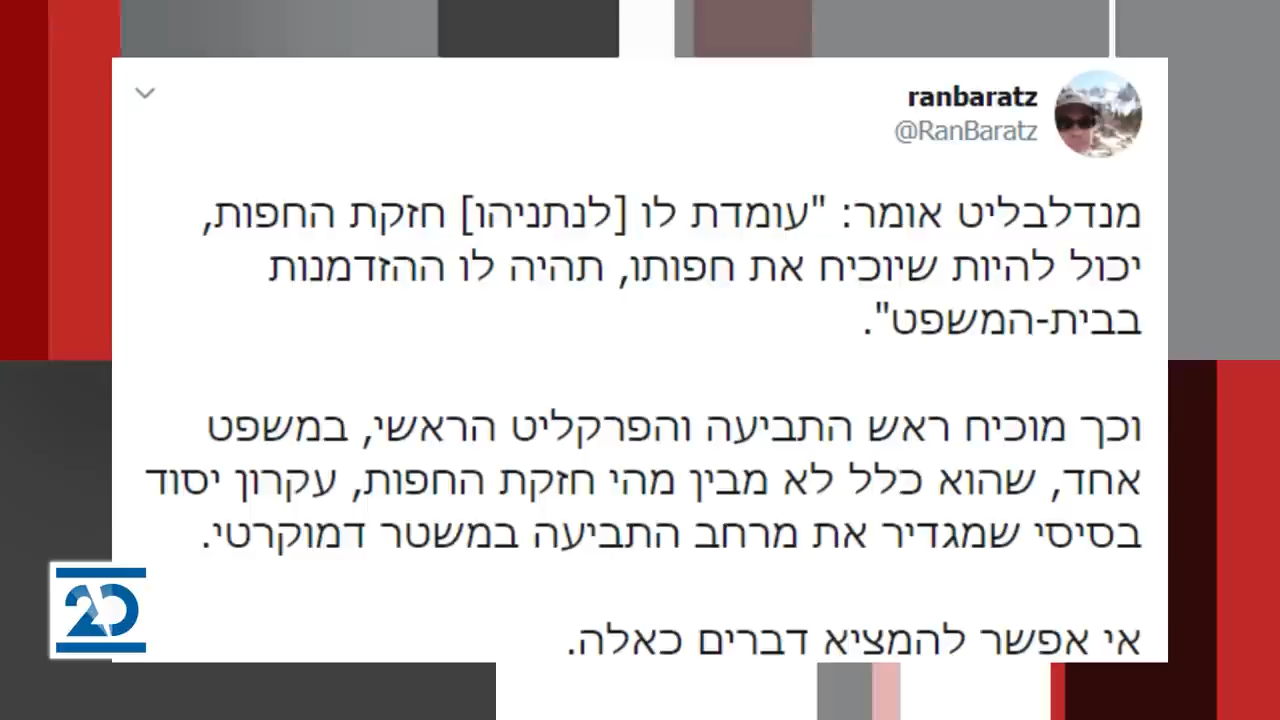 ranbaratz
@RanBaratz
מנדלבליט אומר: "עומדת לו [לנתניהו] חזקת החפות,
יכול להיות שיוכיח את חפותו, תהיה לו ההזדמנות
בבית-המשפט".
וכך מוכיח ראש התביעה והפרקליט הראשי, במשפט
אחד, שהוא כלל לא מבין מהי חזקת החפות, עקרון יסוד
בסיסי שמגדיר את מרחב התביעה במשטר דמוקרטי.
אי אפשר להמציא דברים כאלה.
20